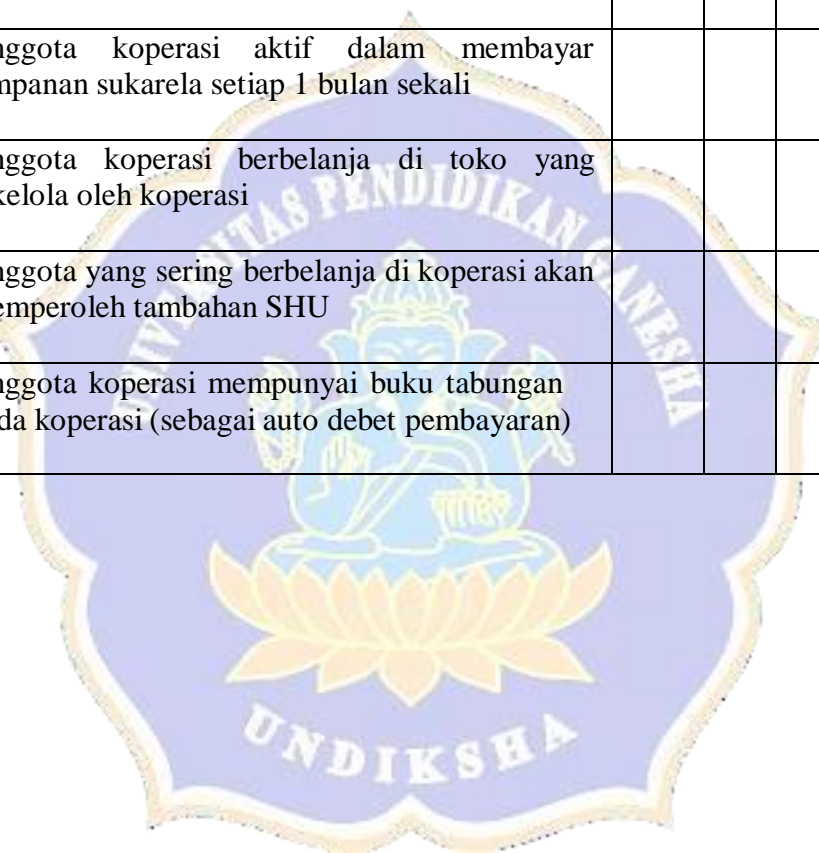 nggota koperasi aktif dalam membayar
mpanan sukarela setiap 1 bulan sekali
nggota koperasi berbelanja di toko yang
kelola oleh koperasi
nggota yang sering berbelanja di koperasi akan
emperoleh tambahan SHU
nggota koperasi mempunyai buku tabungan
da koperasi (sebagai auto debet pembayaran)
UNIVERSITAS PENDIDIKAN GANESHA
UNDIKSHA